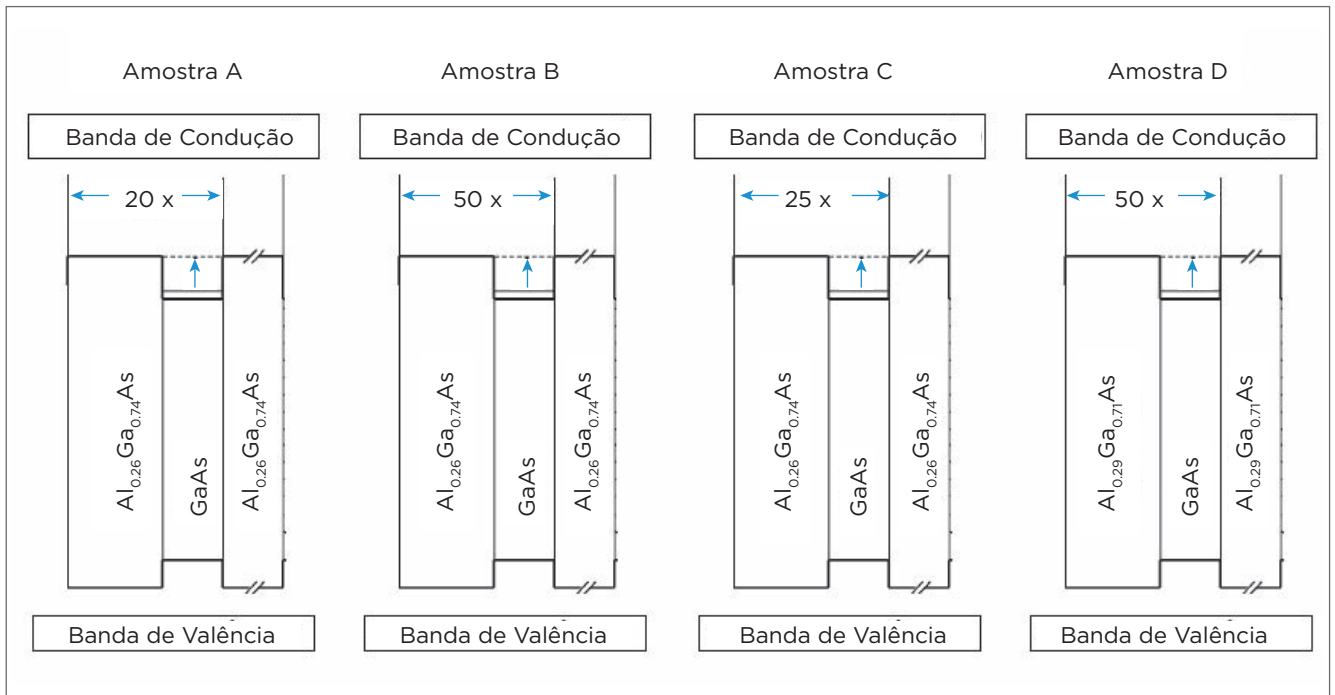 Amostra A
Amostra B
Amostra C
Amostra D
Banda de Condução
Banda de Condução
Banda de Condução
Banda de Condução
20 x
50 x
25 x
50 x
Al0.26Ga0.74As
GaAs
Al0.26Ga0.74As
Al0.26Ga0.74As
GaAs
Al0.26Ga0.74As
Al0.26Ga0.74As
GaAs
Al0.26Ga0.74As
Al0.29Ga0.71As
GaAs
Al0.29Ga0.71As
Banda de Valência
Banda de Valência
Banda de Valência
Banda de Valência